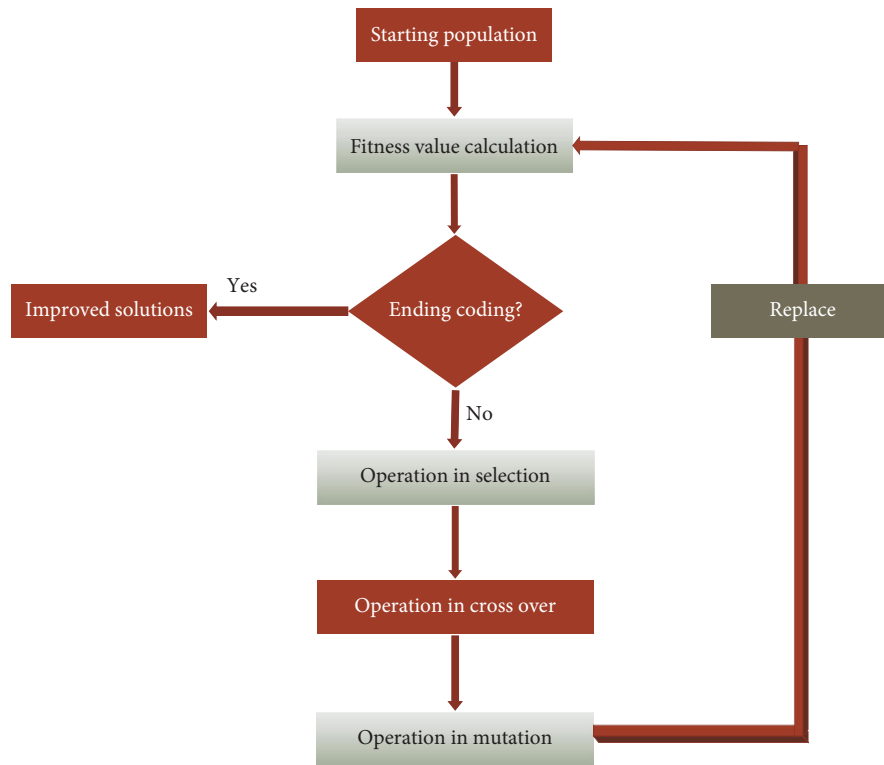 Starting population
Fitness value calculation
Yes
Improved solutions
Ending coding?
Replace
No
Operation in selection
Operation in cross over
Operation in mutation